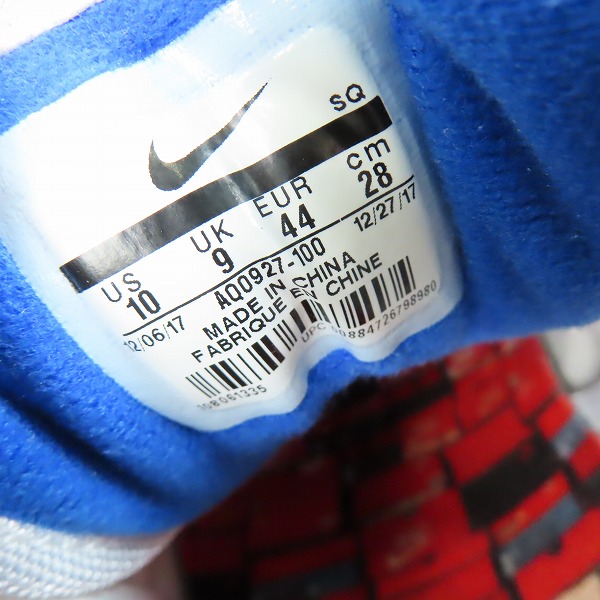 SQ
US UK EUR cm
10 9 44 28
12/06/17 AQ0927-100 12/27/17
MADE IN CHINA
FABRIQUE EN CHINE
UPC 00884726798980
108061335